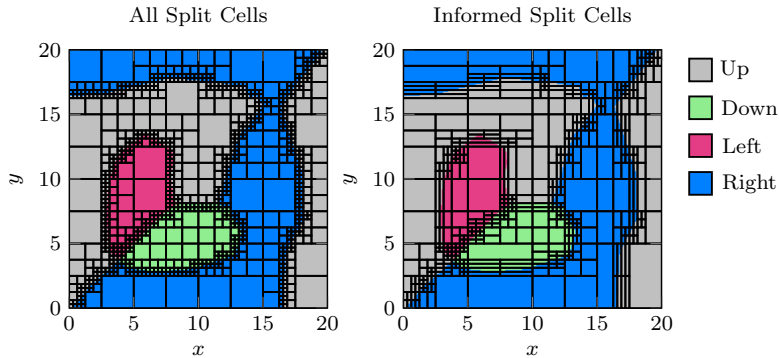 All Split Cells
Informed Split Cells
20
15
10
5
0
y
0 5 10 15 20
x
20
15
10
5
0
y
0 5 10 15 20
x
Up
Down
Left
Right